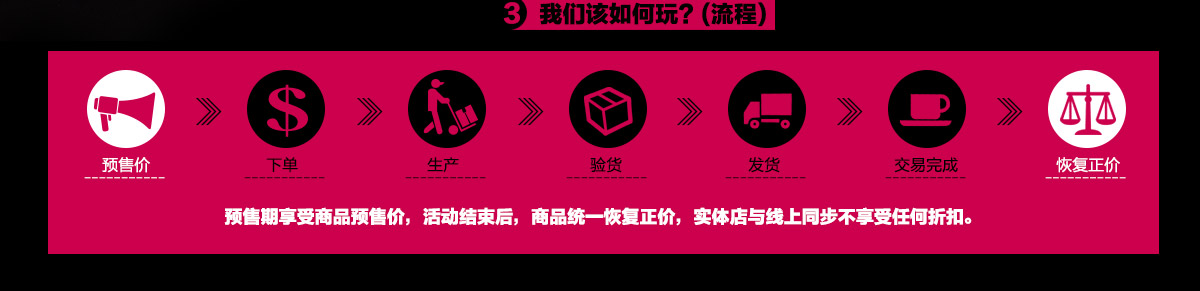 3 我们该如何玩？(流程)
预售价 下单 生产 验货 发货 交易完成 恢复正价
预售期享受商品预售价，活动结束后，商品统一恢复正价，实体店与线上同步不享受任何折扣。